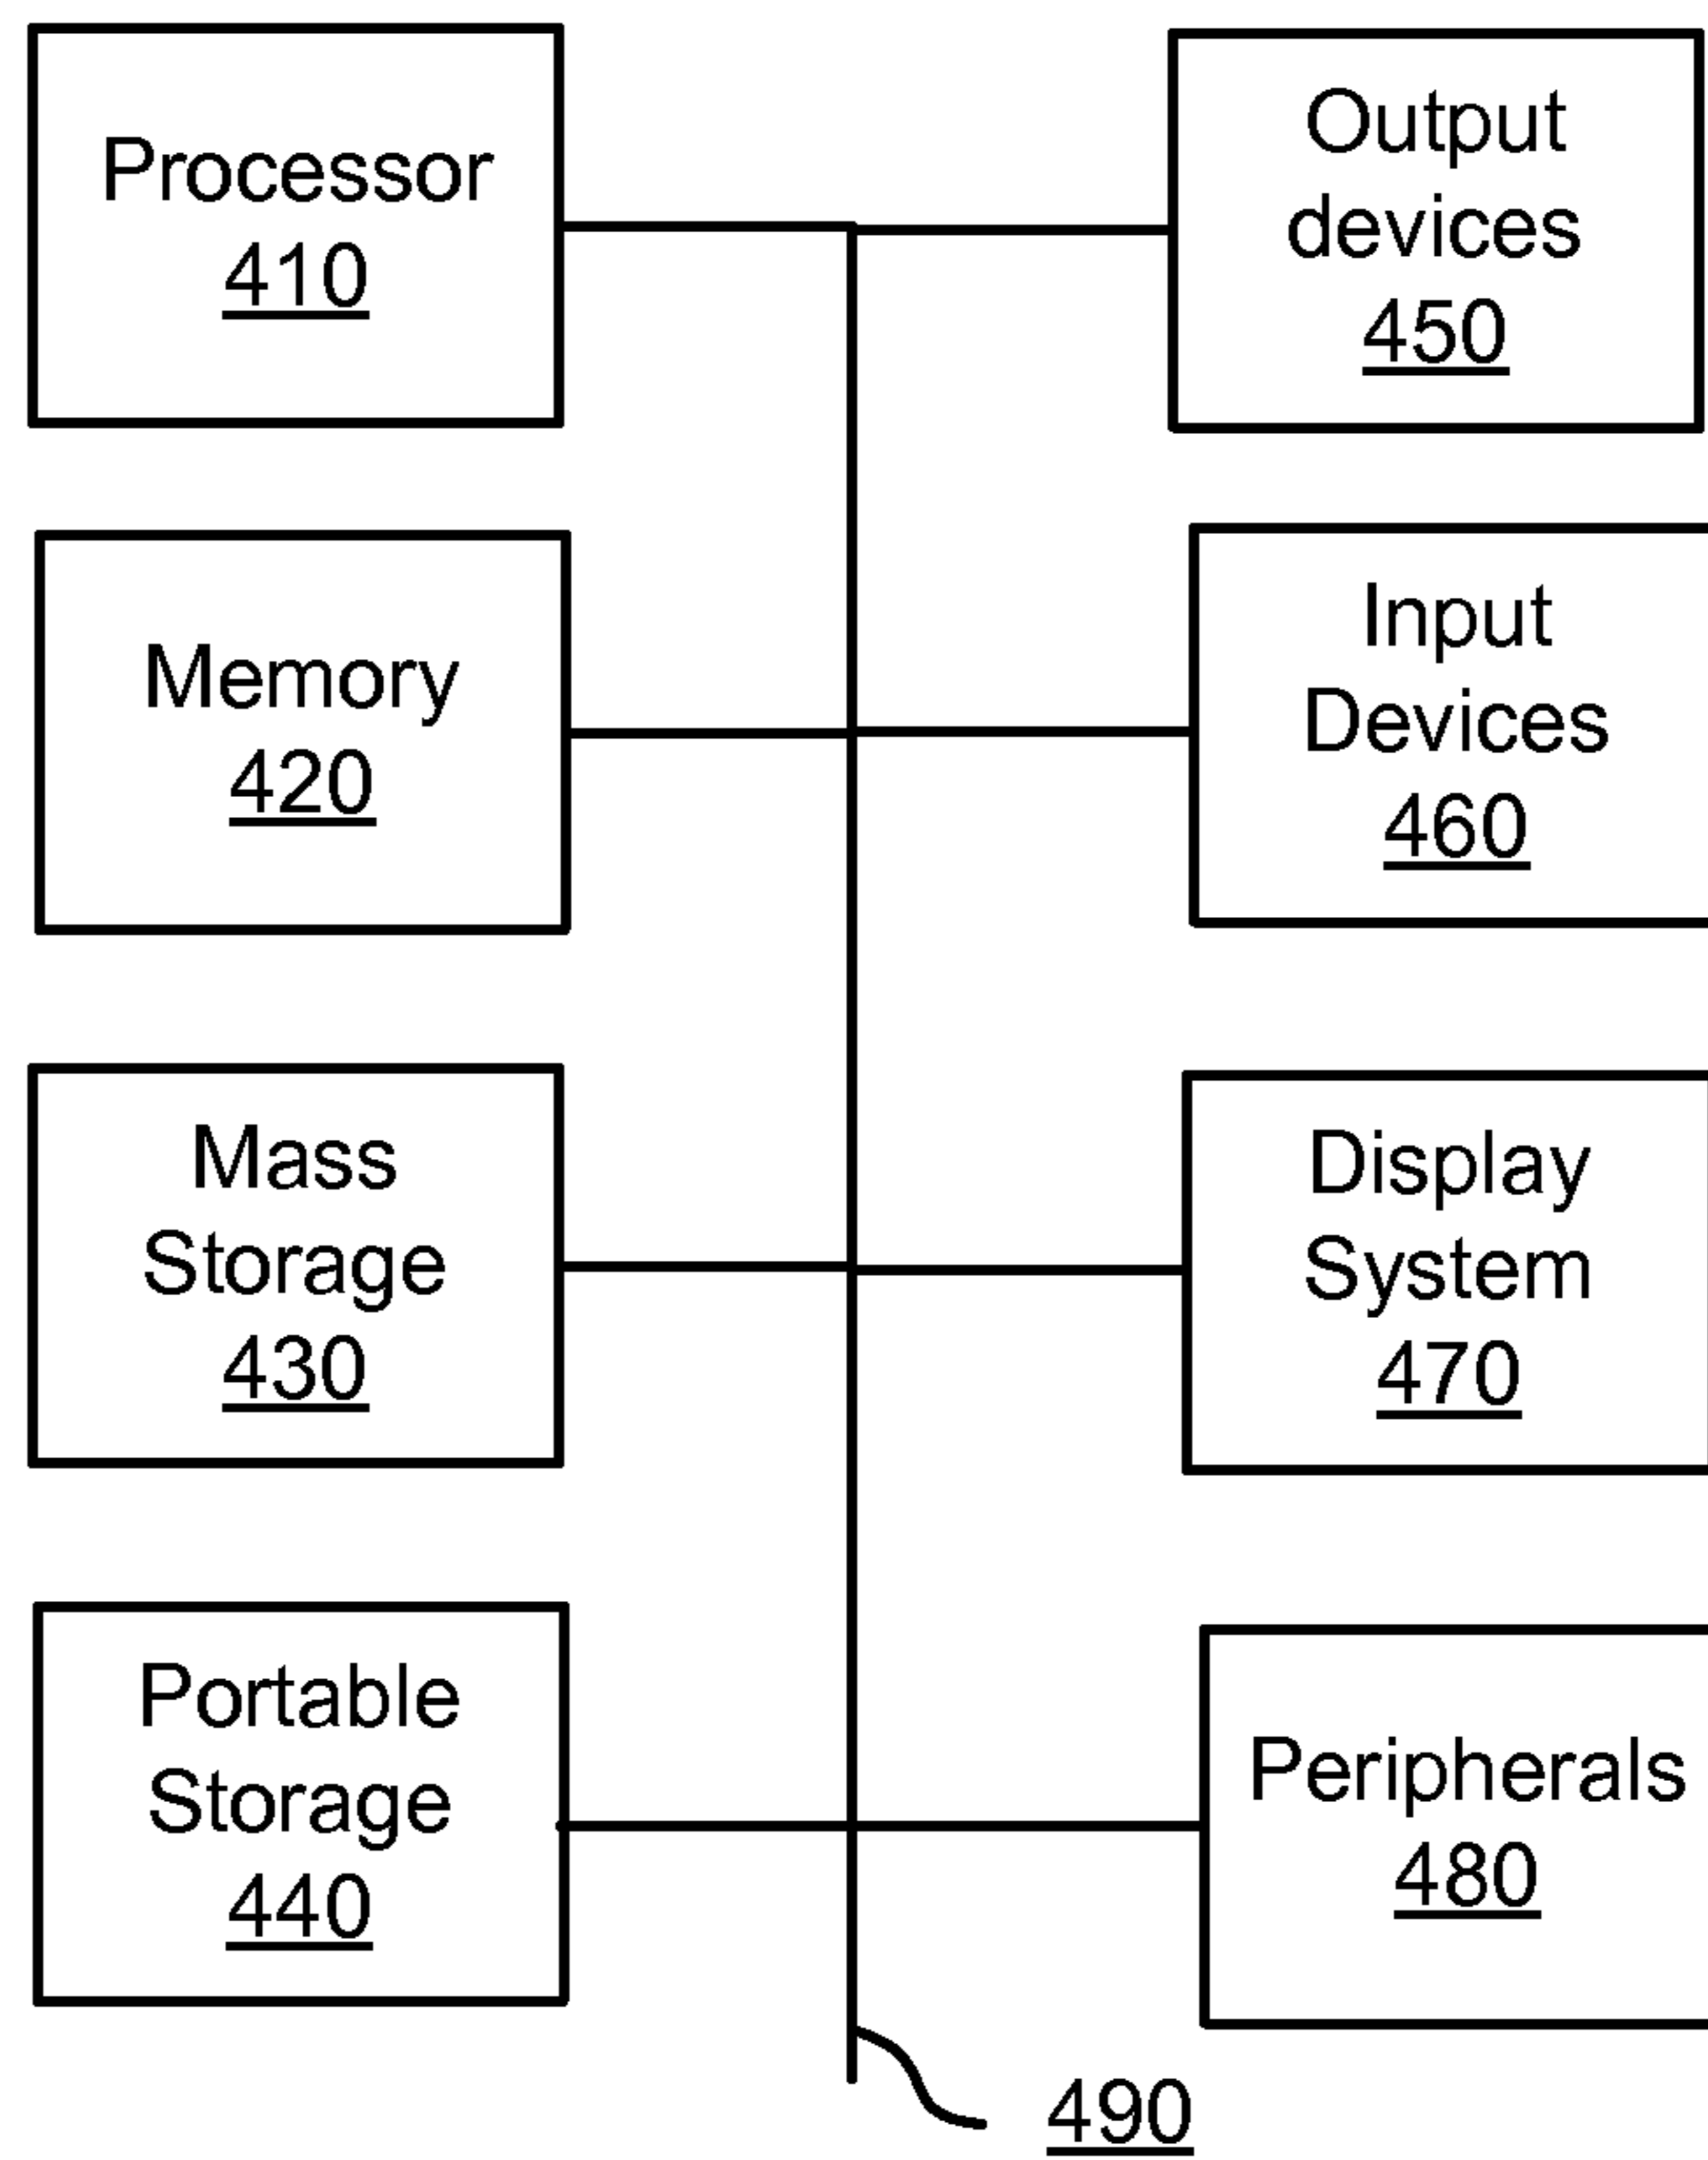 Processor
410
Output
devices
450
Memory
420
Input
Devices
460
Mass
Storage
430
Display
System
470
Portable
Storage
440
Peripherals
480
490